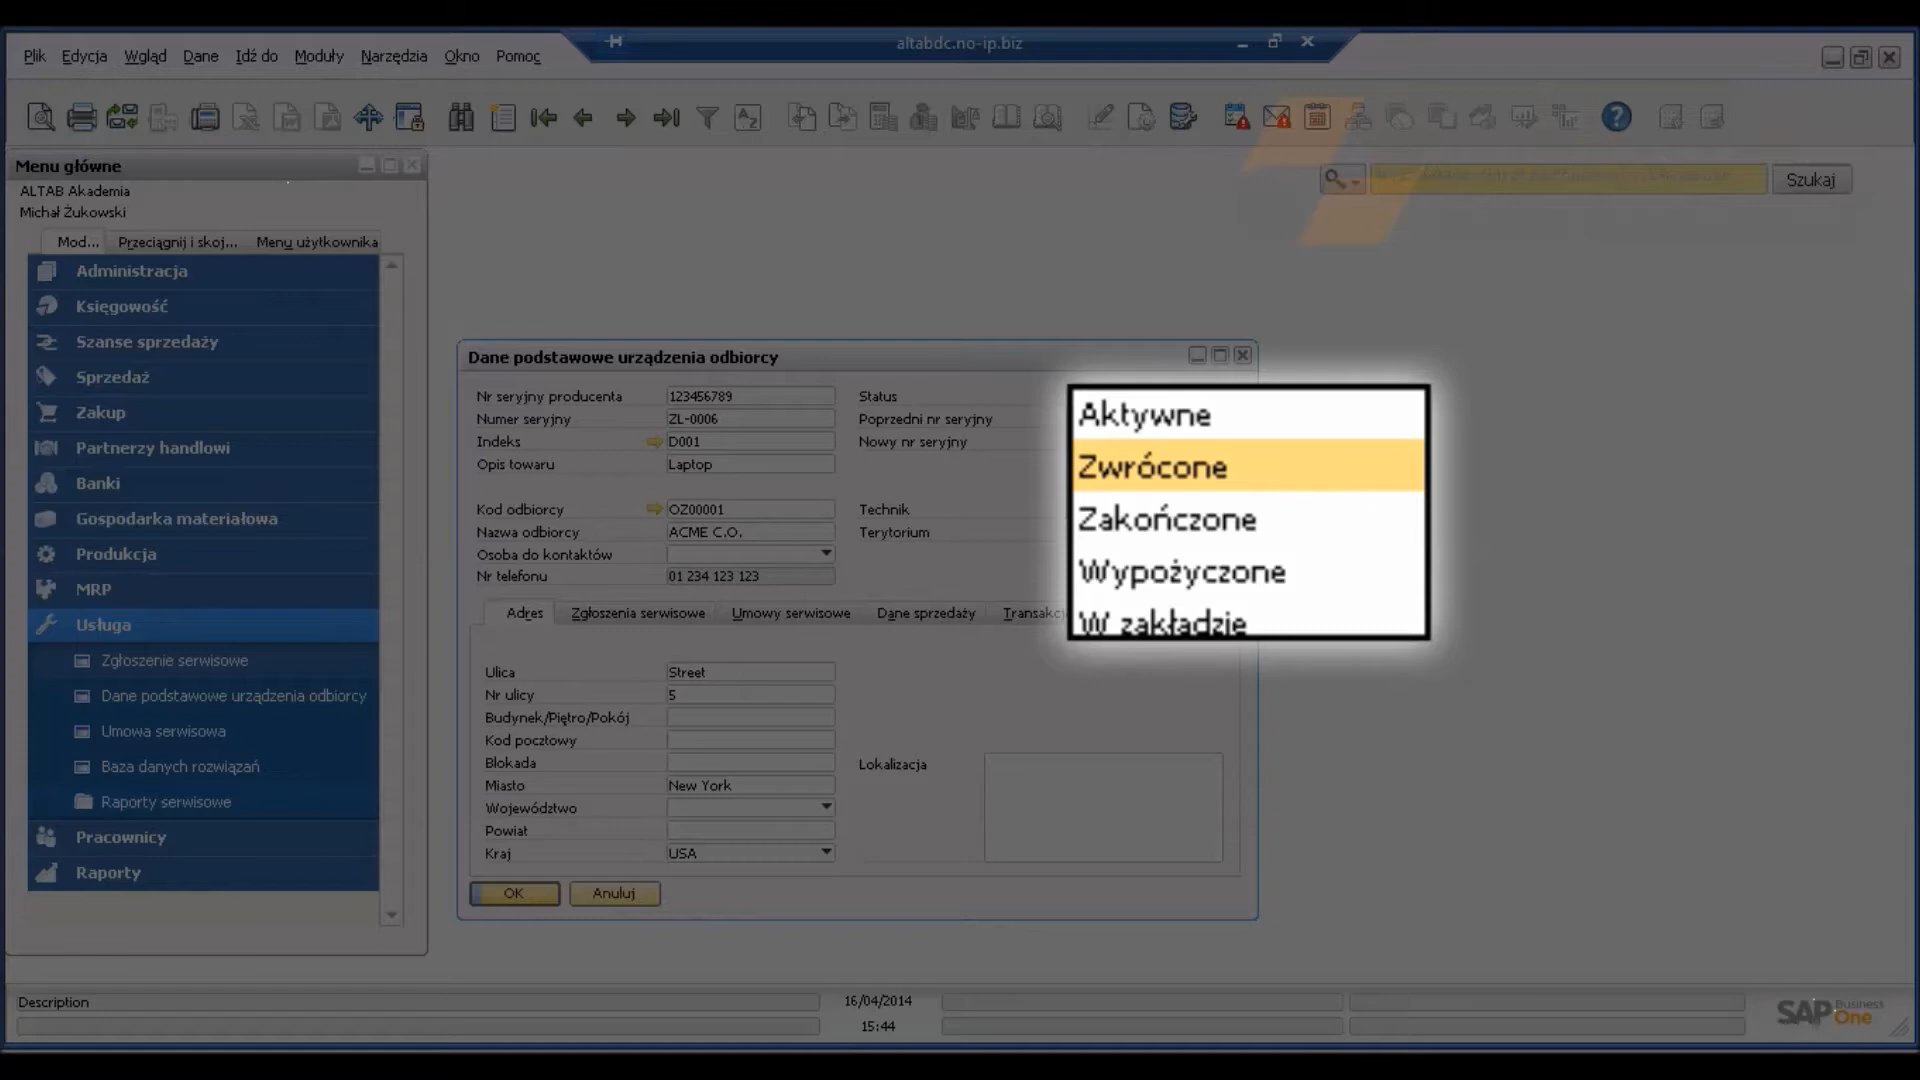 altabdc.no-ip.biz
Plik Edycja Wgląd Dane Idź do Moduły Narzędzia Okno Pomoc
Menu główne
ALTAB Akademia
Michał Żukowski
Szukaj
Mod... Przeciągnij i skoj... Menu użytkownika
Administracja
Księgowość
Szanse sprzedaży
Sprzedaż
Zakup
Partnerzy handlowi
Banki
Gospodarka materiałowa
Produkcja
MRP
Usługa
Zgłoszenie serwisowe
Dane podstawowe urządzenia odbiorcy
Umowa serwisowa
Baza danych rozwiązań
Raporty serwisowe
Pracownicy
Raporty
Dane podstawowe urządzenia odbiorcy
Nr seryjny producenta 123456789 Status
Numer seryjny ZL-0006 Poprzedni nr seryjny
Indeks D001 Nowy nr seryjny
Opis towaru Laptop
Kod odbiorcy OZ00001 Technik
Nazwa odbiorcy ACME C.O. Terytorium
Osoba do kontaktów
Nr telefonu 01 234 123 123
Aktywne
Zwrócone
Zakończone
Wypożyczone
W zakładzie
Adres Zgłoszenia serwisowe Umowy serwisowe Dane sprzedaży Transakcj
Ulica Street
Nr ulicy 5
Budynek/Piętro/Pokój
Kod pocztowy
Blokada Lokalizacja
Miasto New York
Województwo
Powiat
Kraj USA
OK Anuluj
Description 16/04/2014
15:44
SAP Business One